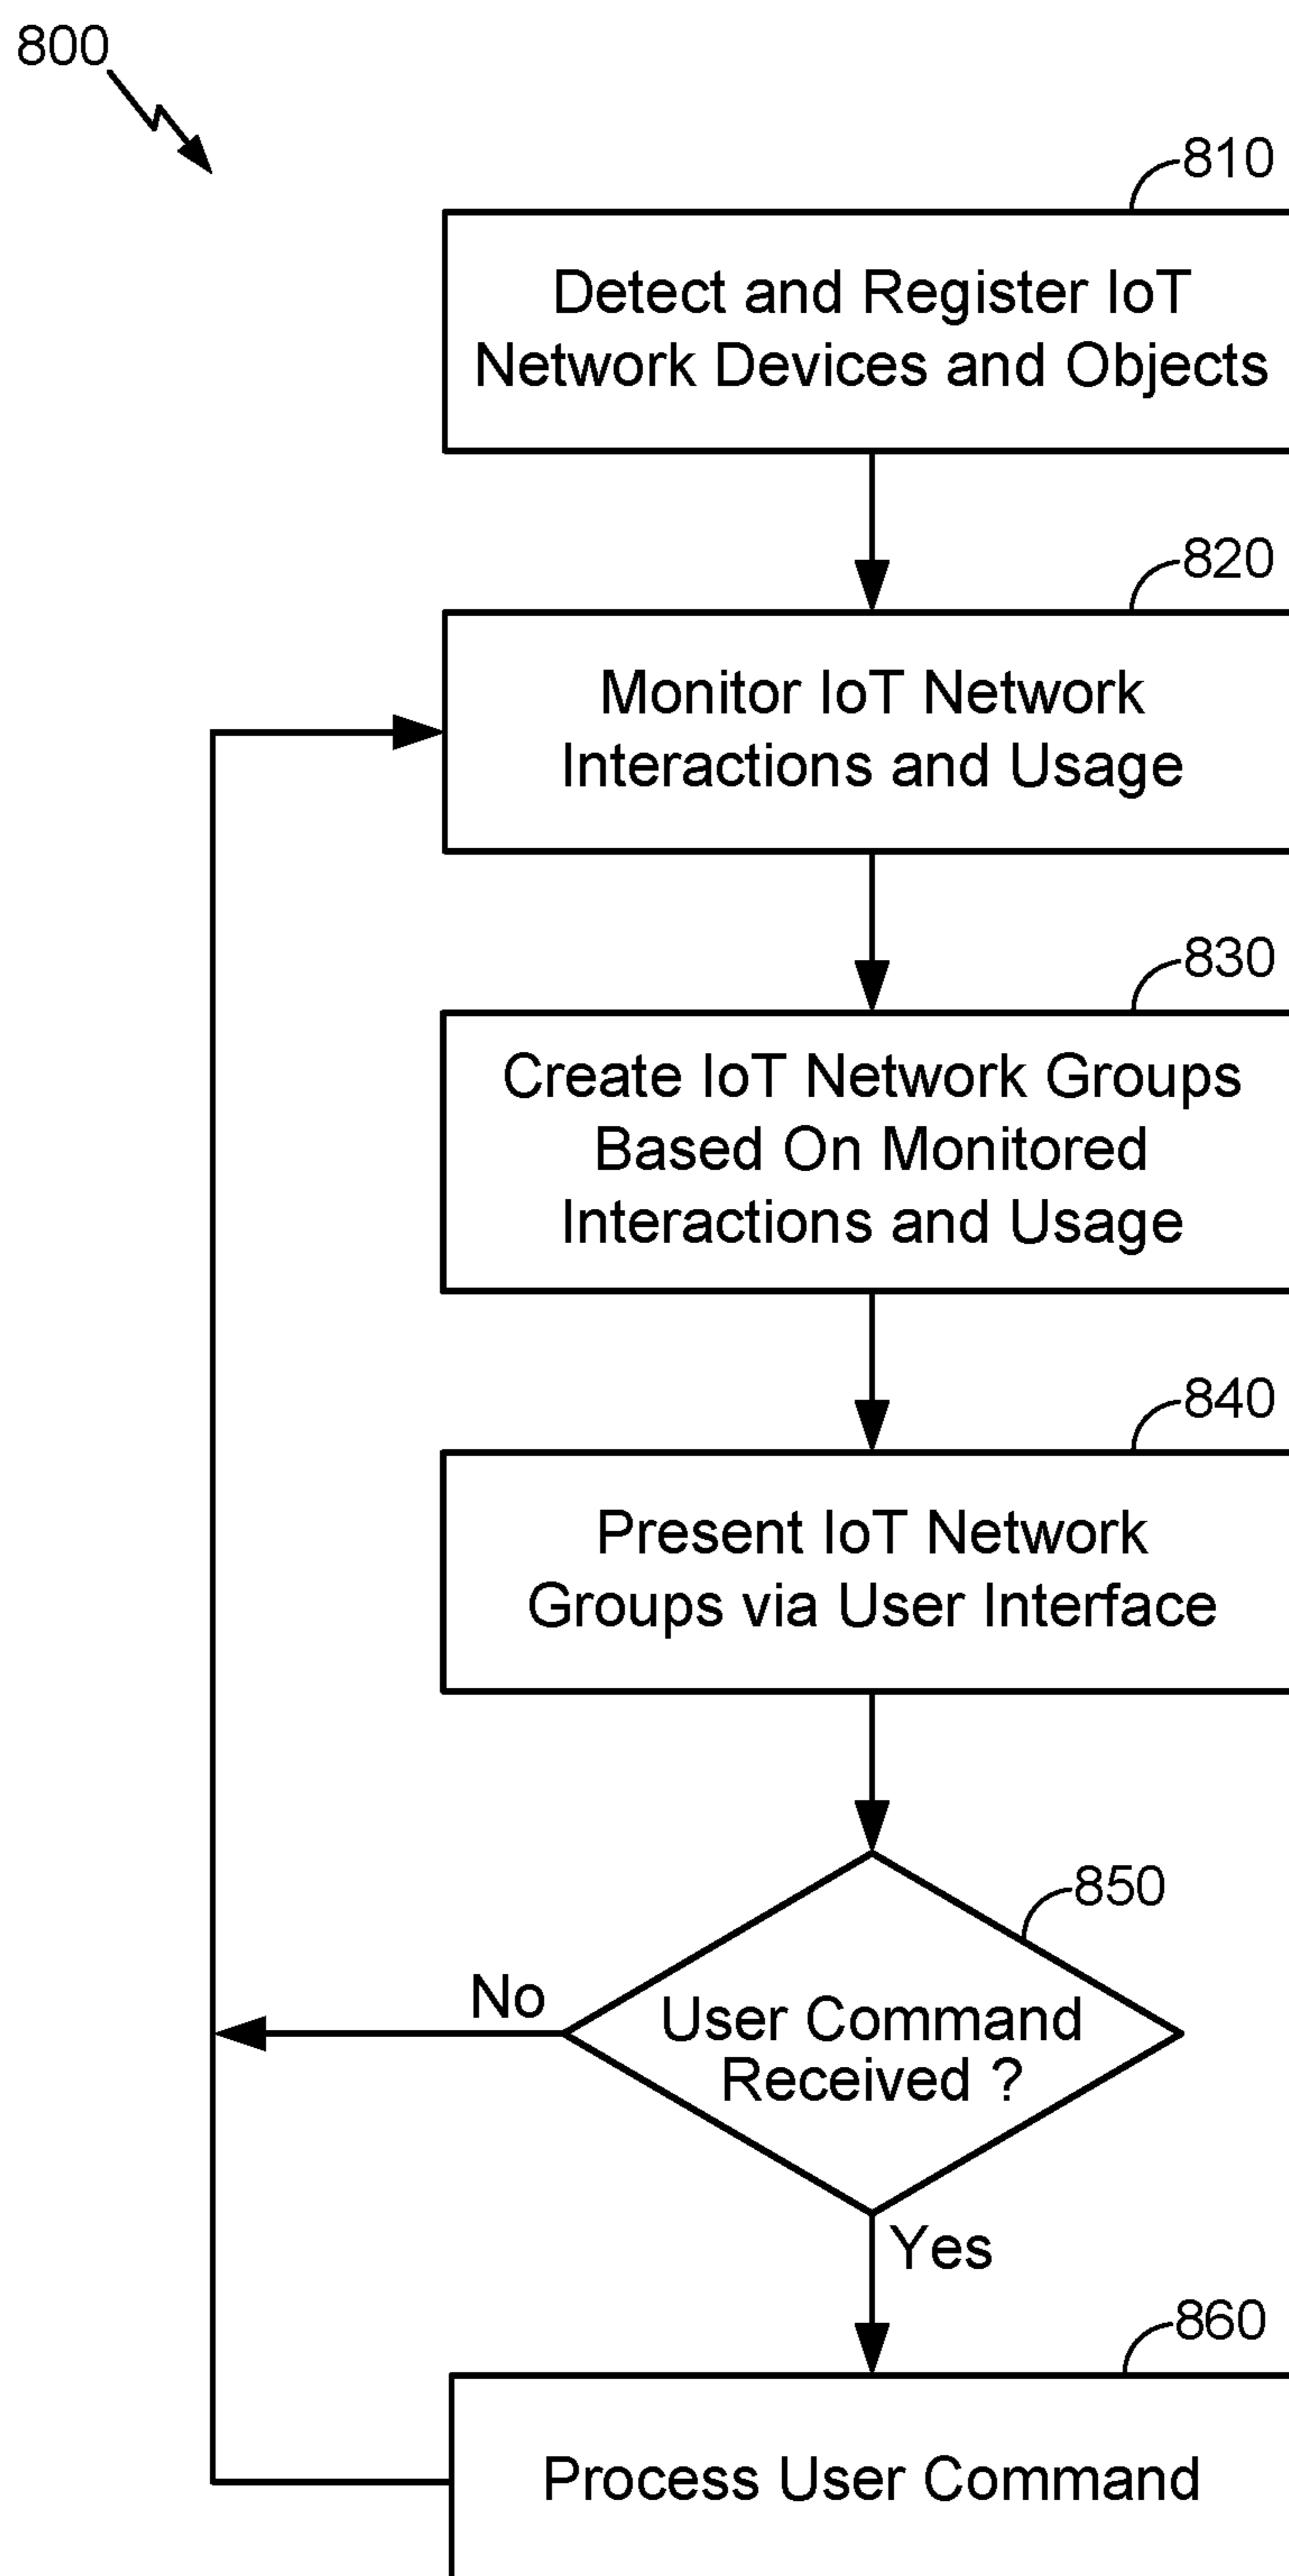 800
810
Detect and Register IoT
Network Devices and Objects
820
Monitor IoT Network
Interactions and Usage
830
Create IoT Network Groups
Based On Monitored
Interactions and Usage
840
Present IoT Network
Groups via User Interface
850
No
User Command
Received ?
Yes
860
Process User Command